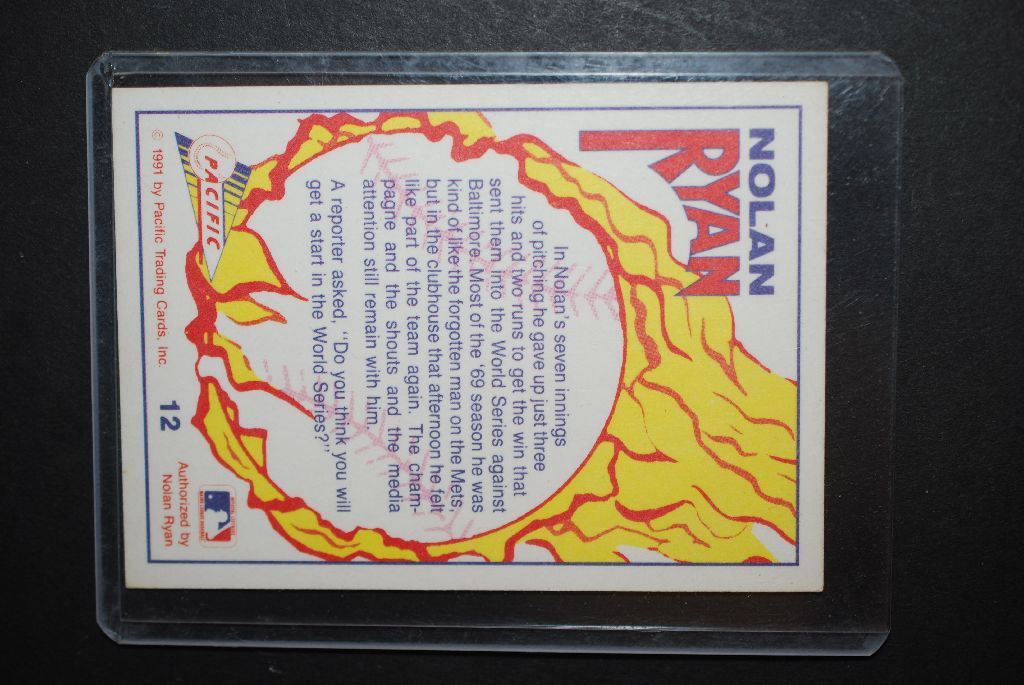 NOLAN
RYAN
In Nolan's seven innings
of pitching he gave up just three
hits and two runs to get the win that
sent them into the World Series against
Baltimore. Most of the '69 season he was
kind of like the forgotten man on the Mets,
but in the clubhouse that afternoon he felt
like part of the team again. The cham-
pagne and the shouts and the media
attention still remain with him.
A reporter asked, "Do you think you will
get a start in the World Series?"
PACIFIC
© 1991 by Pacific Trading Cards, Inc.
12
Authorized by
Nolan Ryan